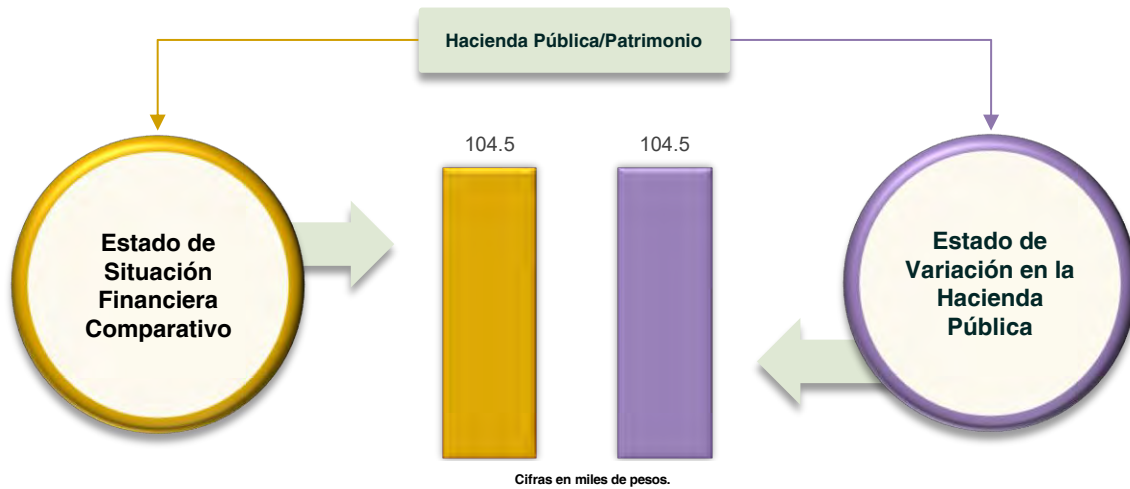 Hacienda Pública/Patrimonio
104.5
104.5
Estado de
Situación
Financiera
Comparativo
Estado de
Variación en la
Hacienda
Pública
Cifras en miles de pesos.